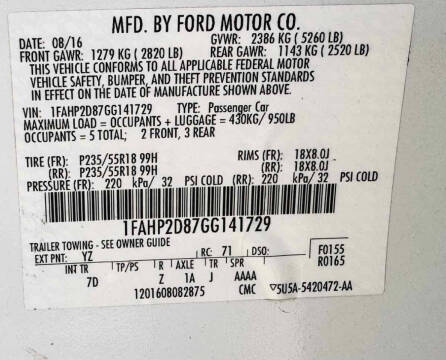 MFD. BY FORD MOTOR CO.
DATE: 08/16 GVWR: 2386 KG ( 5260 LB)
FRONT GAWR: 1279 KG ( 2820 LB) REAR GAWR: 1143 KG ( 2520 LB)
THIS VEHICLE CONFORMS TO ALL APPLICABLE FEDERAL MOTOR
VEHICLE SAFETY, BUMPER, AND THEFT PREVENTION STANDARDS
IN EFFECT ON THE DATE OF MANUFACTURE SHOWN ABOVE.
VIN: 1FAHP2D87GG141729 TYPE: Passenger Car
MAXIMUM LOAD = OCCUPANTS + LUGGAGE = 430KG/ 950LB
OCCUPANTS = 5 TOTAL; 2 FRONT, 3 REAR
TIRE (FR): P235/55R18 99H RIMS (FR): 18X8.0J
(RR): P235/55R18 99H (RR): 18X8.0J
PRESSURE (FR): 220 kPa/ 32 PSI COLD (RR): 220 kPa/ 32 PSI COLD
1FAHP2D87GG141729
TRAILER TOWING - SEE OWNER GUIDE
EXT PNT: YZ RC: 71 DSO: F0155
R0165
INT TR TP/PS R AXLE TR SPR
7D Z 1A J AAAA
1201608082875 CMC SU5A-5420472-AA